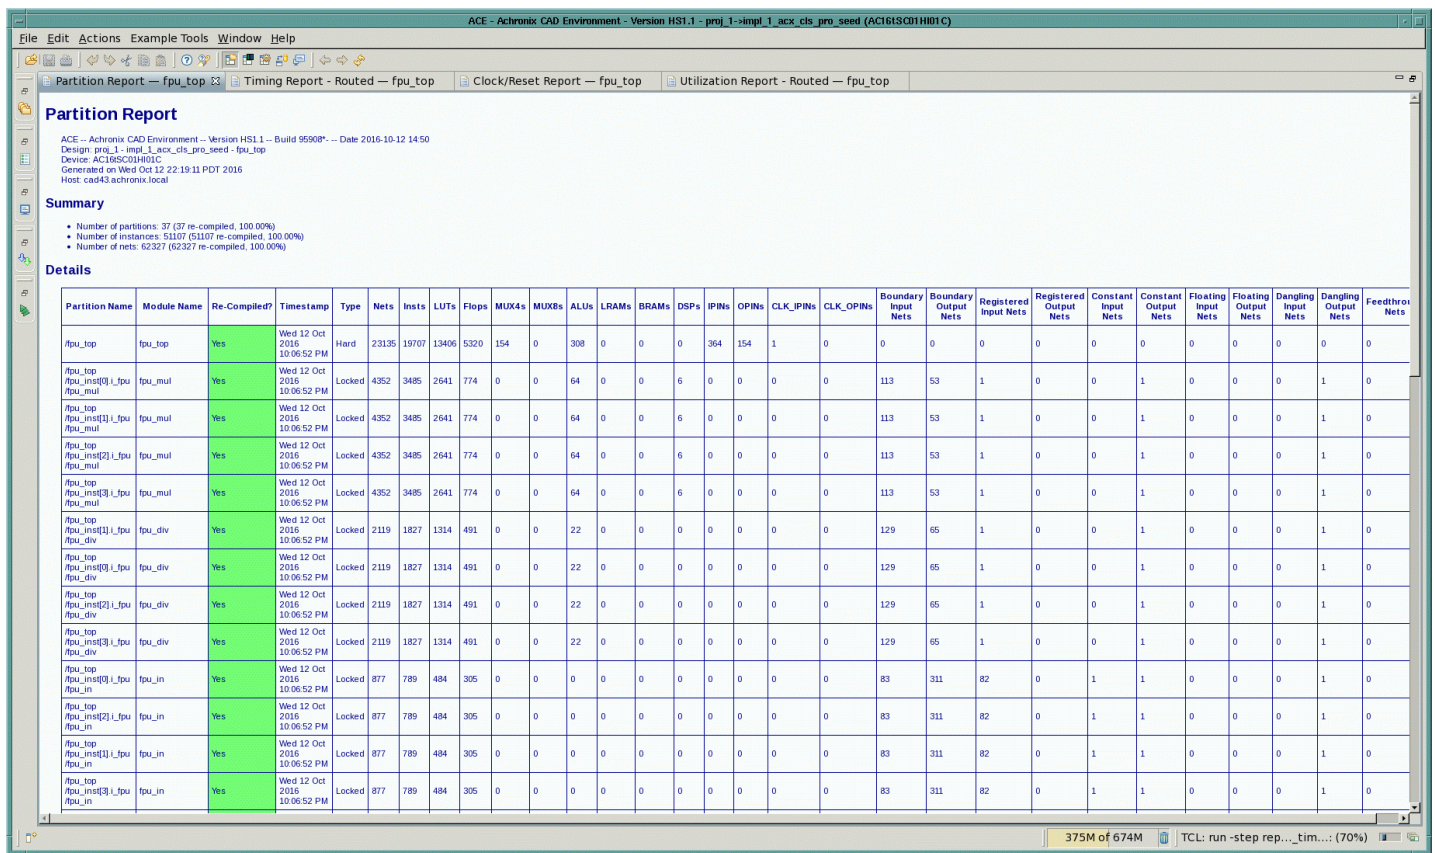 ACE - Achronix CAD Environment - Version HS1.1 - proj_1->impl_1_acx_cls_pro_seed (AC16tSC01HI01C)
File Edit Actions Example Tools Window Help
Partition Report — fpu_top Timing Report - Routed — fpu_top Clock/Reset Report — fpu_top Utilization Report - Routed — fpu_top
Partition Report
ACE -- Achronix CAD Environment -- Version HS1.1 -- Build 95908*- -- Date 2016-10-12 14:50
Design: proj_1 - impl_1_acx_cls_pro_seed - fpu_top
Device: AC16tSC01HI01C
Generated on Wed Oct 12 22:19:11 PDT 2016
Host: cad43.achronix.local
Summary
• Number of partitions: 37 (37 re-compiled, 100.00%)
• Number of instances: 51107 (51107 re-compiled, 100.00%)
• Number of nets: 62327 (62327 re-compiled, 100.00%)
Details
Partition Name Module Name Re-Compiled? Timestamp Type Nets Insts LUTs Flops MUX4s MUX8s ALUs LRAMs BRAMs DSPs IPINs OPINs CLK_IPINs CLK_OPINs Boundary Input Nets Boundary Output Nets Registered Input Nets Registered Output Nets Constant Input Nets Constant Output Nets Floating Input Nets Floating Output Nets Dangling Input Nets Dangling Output Nets Feedthrou Nets
/fpu_top fpu_top Yes Wed 12 Oct 2016 10:06:52 PM Hard 23135 19707 13406 5320 154 0 308 0 0 0 364 154 1 0 0 0 0 0 0 0 0 0 0 0 0
/fpu_top /fpu_inst[0].i_fpu /fpu_mul fpu_mul Yes Wed 12 Oct 2016 10:06:52 PM Locked 4352 3485 2641 774 0 0 64 0 0 6 0 0 0 0 113 53 1 0 0 1 0 0 0 1 0
/fpu_top /fpu_inst[1].i_fpu /fpu_mul fpu_mul Yes Wed 12 Oct 2016 10:06:52 PM Locked 4352 3485 2641 774 0 0 64 0 0 6 0 0 0 0 113 53 1 0 0 1 0 0 0 1 0
/fpu_top /fpu_inst[2].i_fpu /fpu_mul fpu_mul Yes Wed 12 Oct 2016 10:06:52 PM Locked 4352 3485 2641 774 0 0 64 0 0 6 0 0 0 0 113 53 1 0 0 1 0 0 0 1 0
/fpu_top /fpu_inst[3].i_fpu /fpu_mul fpu_mul Yes Wed 12 Oct 2016 10:06:52 PM Locked 4352 3485 2641 774 0 0 64 0 0 6 0 0 0 0 113 53 1 0 0 1 0 0 0 1 0
/fpu_top /fpu_inst[1].i_fpu /fpu_div fpu_div Yes Wed 12 Oct 2016 10:06:52 PM Locked 2119 1827 1314 491 0 0 22 0 0 0 0 0 0 0 129 65 1 0 0 1 0 0 0 1 0
/fpu_top /fpu_inst[0].i_fpu /fpu_div fpu_div Yes Wed 12 Oct 2016 10:06:52 PM Locked 2119 1827 1314 491 0 0 22 0 0 0 0 0 0 0 129 65 1 0 0 1 0 0 0 1 0
/fpu_top /fpu_inst[2].i_fpu /fpu_div fpu_div Yes Wed 12 Oct 2016 10:06:52 PM Locked 2119 1827 1314 491 0 0 22 0 0 0 0 0 0 0 129 65 1 0 0 1 0 0 0 1 0
/fpu_top /fpu_inst[3].i_fpu /fpu_div fpu_div Yes Wed 12 Oct 2016 10:06:52 PM Locked 2119 1827 1314 491 0 0 22 0 0 0 0 0 0 0 129 65 1 0 0 1 0 0 0 1 0
/fpu_top /fpu_inst[0].i_fpu /fpu_in fpu_in Yes Wed 12 Oct 2016 10:06:52 PM Locked 877 789 484 305 0 0 0 0 0 0 0 0 0 0 83 311 82 0 1 1 0 0 0 1 0
/fpu_top /fpu_inst[2].i_fpu /fpu_in fpu_in Yes Wed 12 Oct 2016 10:06:52 PM Locked 877 789 484 305 0 0 0 0 0 0 0 0 0 0 83 311 82 0 1 1 0 0 0 1 0
/fpu_top /fpu_inst[1].i_fpu /fpu_in fpu_in Yes Wed 12 Oct 2016 10:06:52 PM Locked 877 789 484 305 0 0 0 0 0 0 0 0 0 0 83 311 82 0 1 1 0 0 0 1 0
/fpu_top /fpu_inst[3].i_fpu /fpu_in fpu_in Yes Wed 12 Oct 2016 10:06:52 PM Locked 877 789 484 305 0 0 0 0 0 0 0 0 0 0 83 311 82 0 1 1 0 0 0 1 0
375M of 674M TCL: run -step rep..._tim...: (70%)